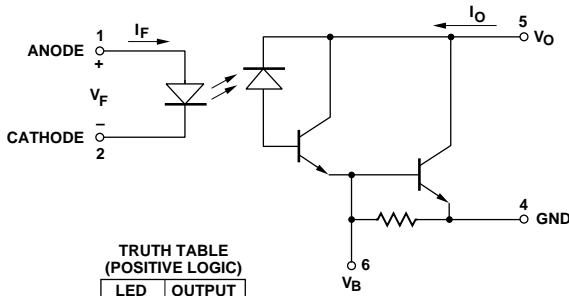 1
I_F
ANODE
+
V_F
–
CATHODE
2
I_O
5
V_O
4
GND
6
V_B
TRUTH TABLE
(POSITIVE LOGIC)
LED OUTPUT